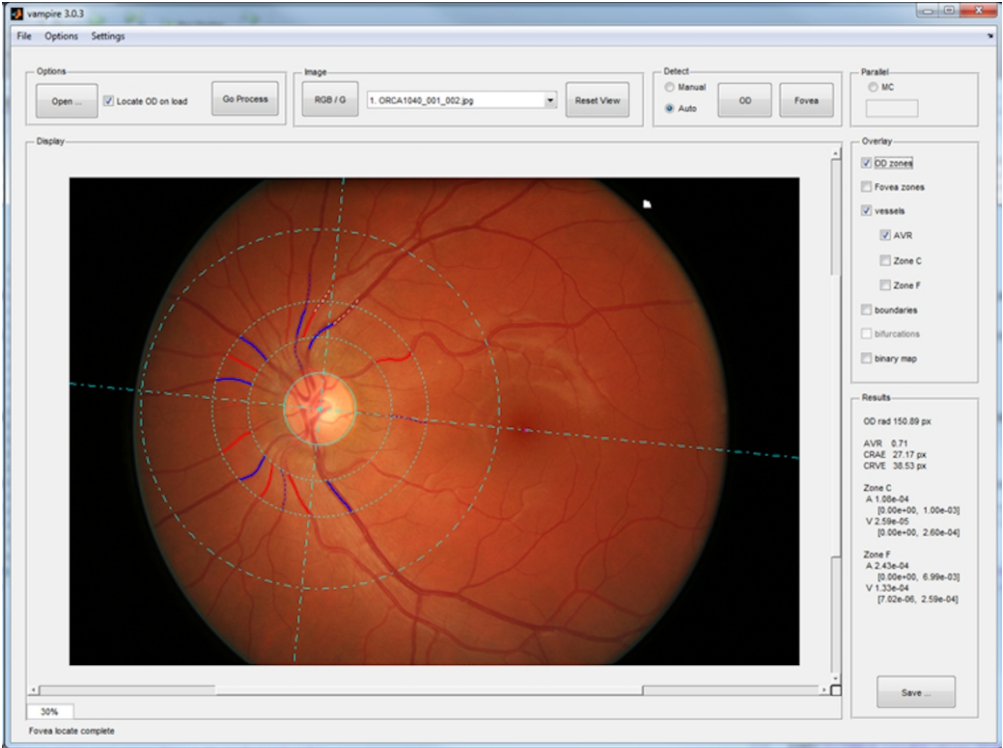 vampire 3.0.3
File Options Settings
Options
Open ...
Locate OD on load
Go Process
Image
RGB / G
1. ORCA1040_001_002.jpg
Reset View
Detect
Manual
Auto
OD
Fovea
Parallel
MC
Display
Overlay
OD zones
Fovea zones
vessels
AVR
Zone C
Zone F
boundaries
bifurcations
binary map
Results
OD rad 150.89 px
AVR 0.71
CRAE 27.17 px
CRVE 38.53 px
Zone C
A 1.08e-04
[0.00e+00, 1.00e-03]
V 2.59e-05
[0.00e+00, 2.60e-04]
Zone F
A 2.43e-04
[0.00e+00, 6.99e-03]
V 1.33e-04
[7.02e-06, 2.59e-04]
Save ...
30%
Fovea locate complete